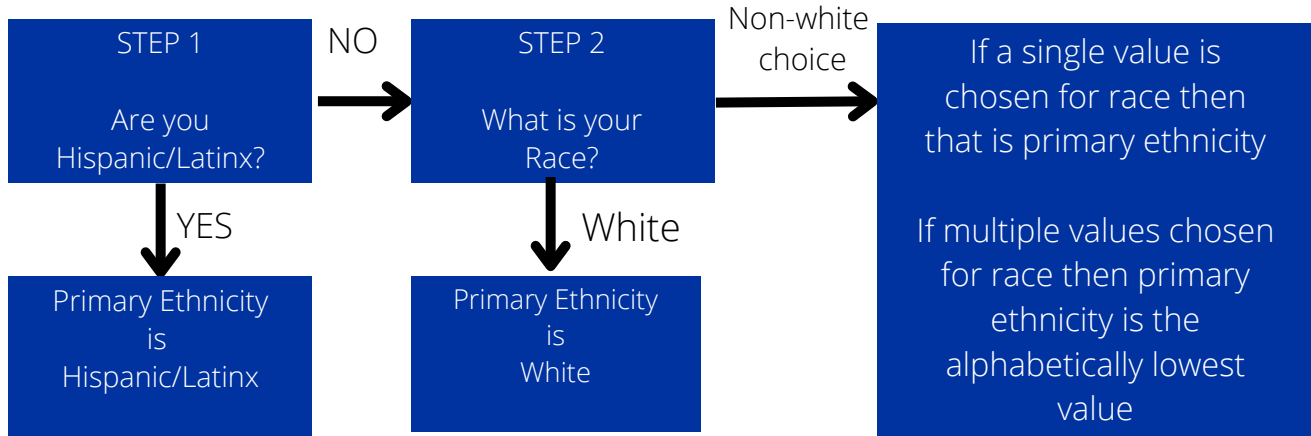 STEP 1
Are you
Hispanic/Latinx?
NO
STEP 2
What is your
Race?
Non-white
choice
If a single value is
chosen for race then
that is primary ethnicity
If multiple values chosen
for race then primary
ethnicity is the
alphabetically lowest
value
YES
White
Primary Ethnicity
is
Hispanic/Latinx
Primary Ethnicity
is
White